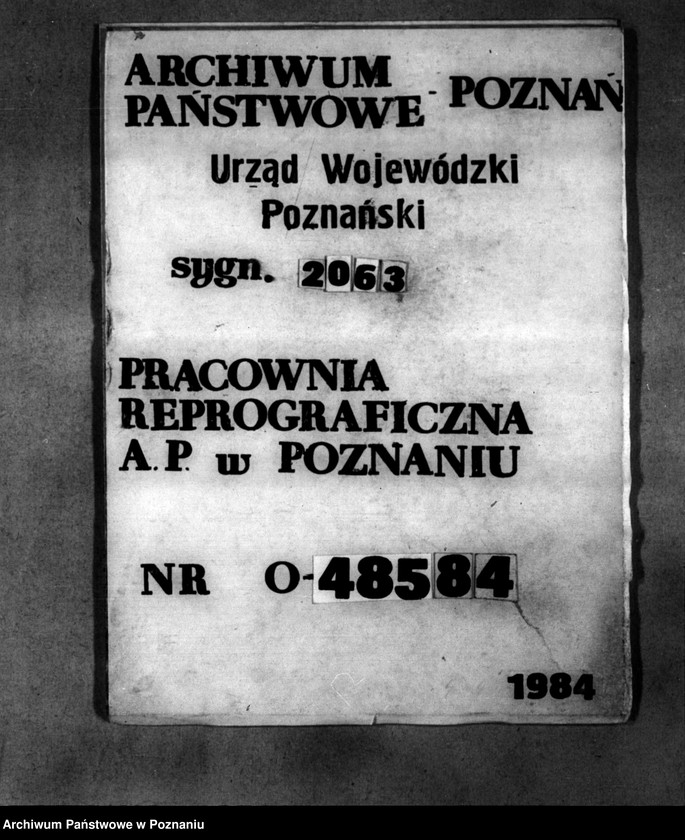 ARCHIWUM
PAŃSTWOWE - POZNAŃ
Urząd Wojewódzki
Poznański
sygn. 2063
PRACOWNIA
REPROGRAFICZNA
A. P. w POZNANIU
NR O-48584
1984
Archiwum Państwowe w Poznaniu